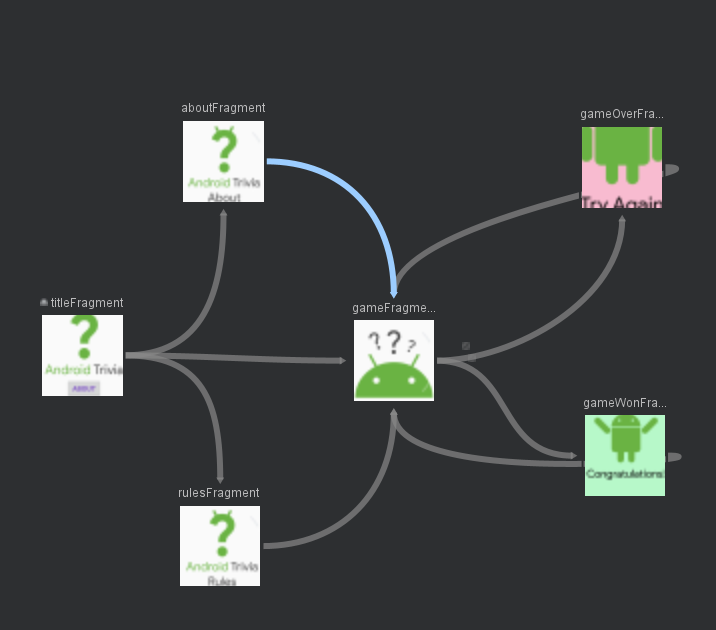 aboutFragment
Android Trivia
About
gameOverFra...
Try Again
titleFragment
Android Trivia
ABOUT
gameFragme...
? ? ?
gameWonFra...
Congratulations!
rulesFragment
Android Trivia
Rules